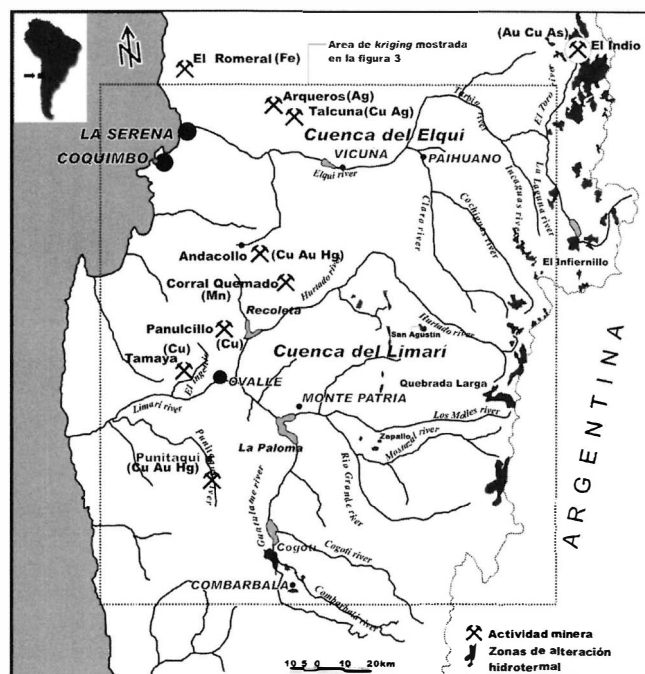 N
El Romeral (Fe)
Area de kriging mostrada
en la figura 3
(Au Cu As)
El Indio
Arqueros (Ag)
Talcuna (Cu Ag)
Cuenca del Elqui
LA SERENA
COQUIMBO
VICUNA
Elqui river
PAIHUANO
Turbio river
El Toro river
La Laguna river
Incaguas river
Cochiguas river
Claro river
El Infiernillo
Andacollo
(Cu Au Hg)
Corral Quemado
(Mn)
Hurtado river
Recoleta
Hurtado river
Panulcillo
(Cu)
(Cu)
Tamaya
San Agustin
Cuenca del Limarí
El Ingenio
OVALLE
Quebrada Larga
MONTE PATRIA
Limarí river
Los Molles river
La Paloma
Zapallo
Mostazal river
Punitaqui
(Cu Au Hg)
Punitaqui river
Rio Grande river
Guatulame river
Cogotí
Cogotí river
COMBARBALA
Combarbalá river
ARGENTINA
10 5 0 10 20km
Actividad minera
Zonas de alteración
hidrotermal